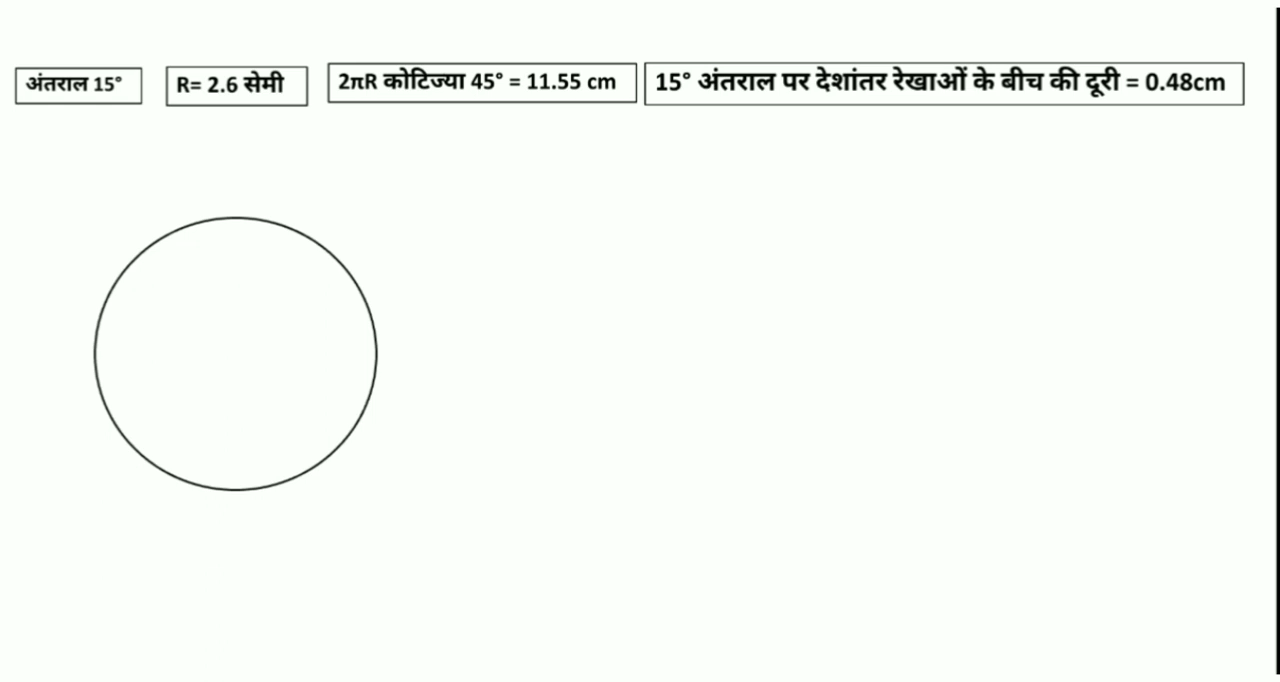 अंतराल 15°
R= 2.6 सेमी
2πR कोटिज्या 45° = 11.55 cm
15° अंतराल पर देशांतर रेखाओं के बीच की दूरी = 0.48cm